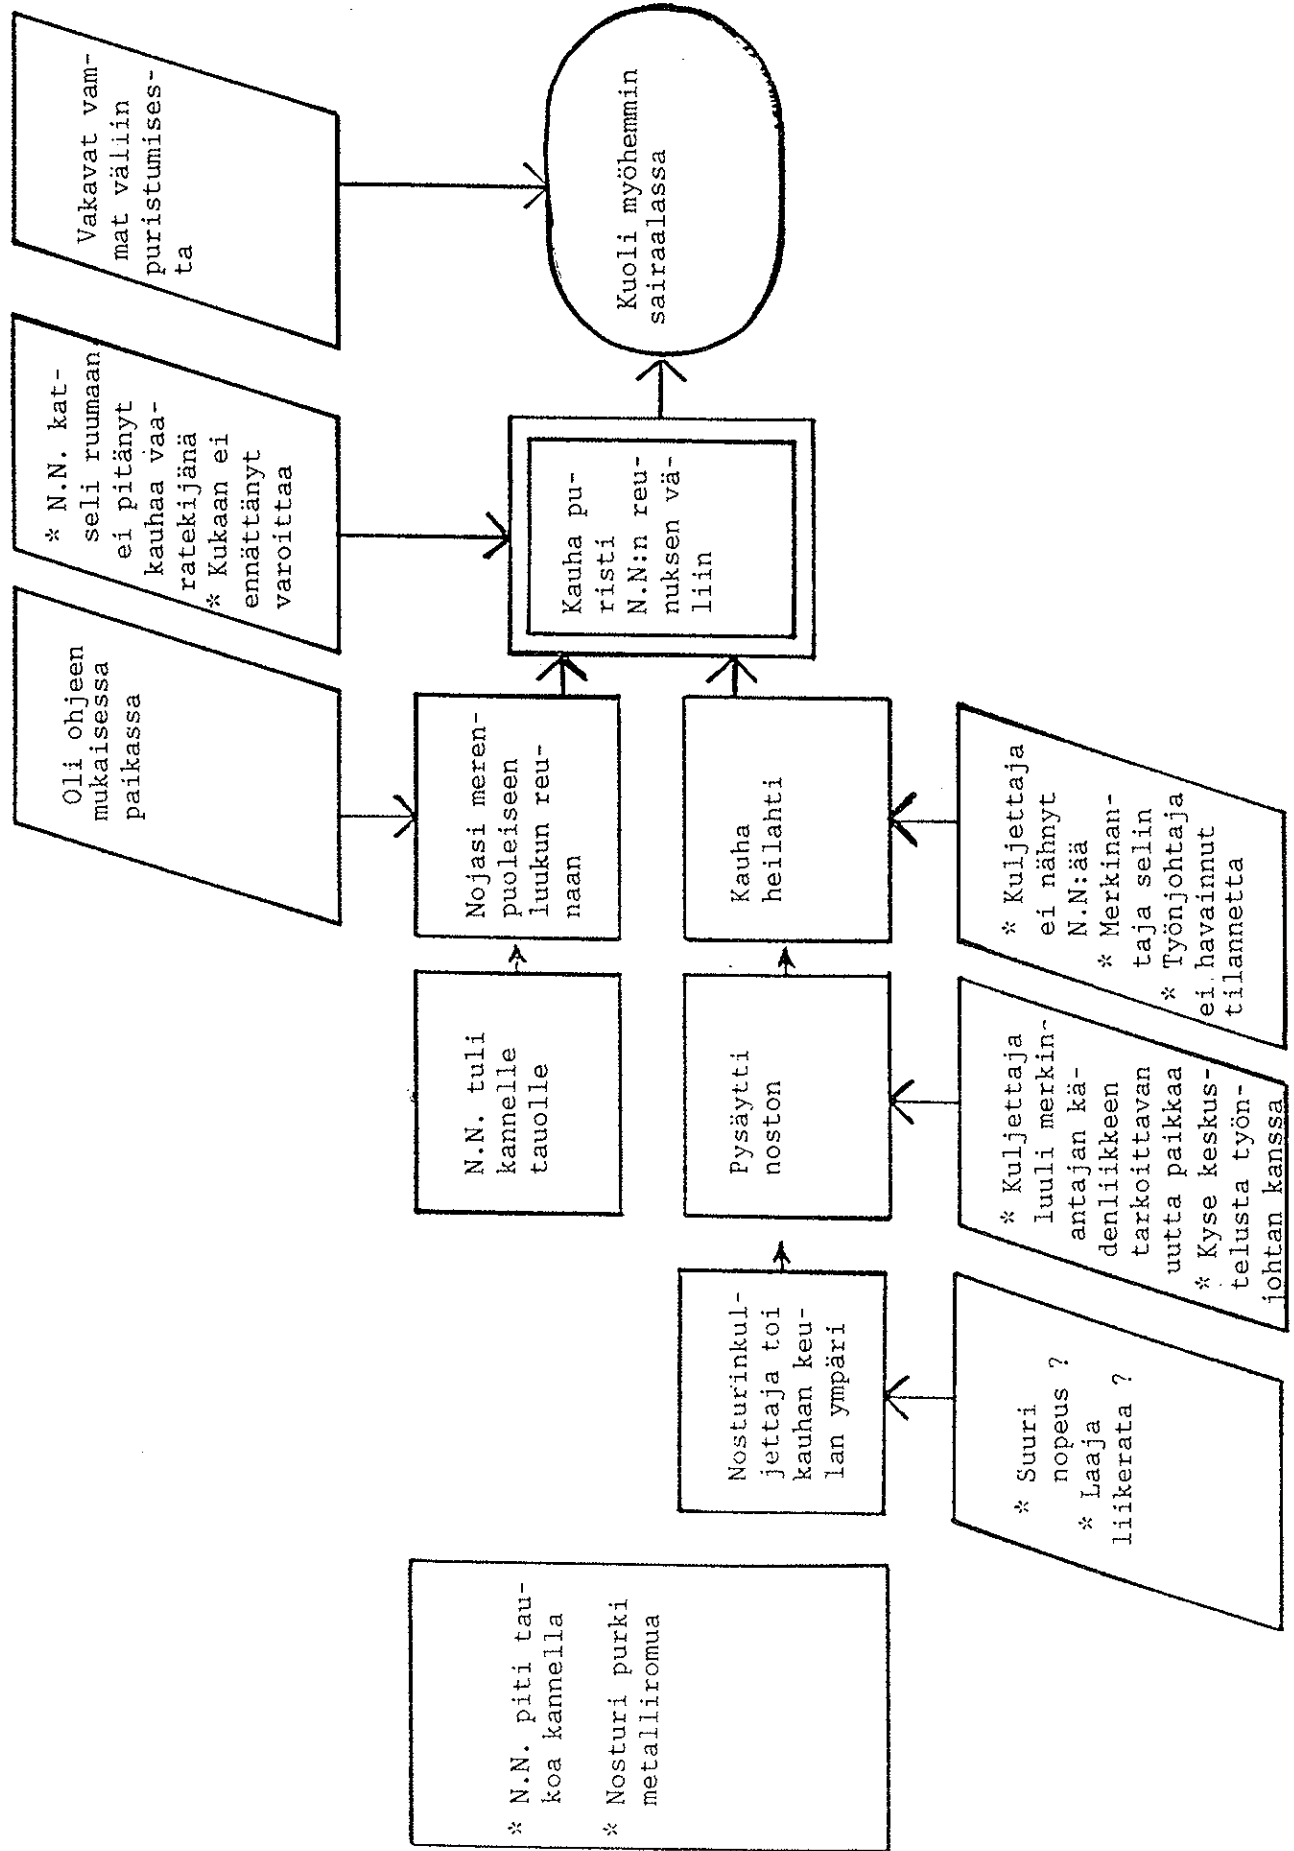 * N.N. piti tau-
koa kannella
* Nosturi purki
metalliromua
Oli ohjeen
mukaisessa
paikassa
* N.N. kat-
seli ruumaan,
ei pitänyt
kauhaa vaa-
ratekijänä
* Kukaan ei
ennättänyt
varoittaa
Vakavat vam-
mat väliin
puristumises-
ta
N.N. tuli
kannelle
tauolle
Nojasi meren-
puoleiseen
luukun reu-
naan
Nosturinkul-
jettaja toi
kauhan keu-
lan ympäri
Pysäytti
noston
Kauha
heilahti
Kauha pu-
risti
N.N:n reu-
nuksen vä-
liin
Kuoli myöhemmin
sairaalassa
* Suuri
nopeus ?
* Laaja
liikerata ?
* Kuljettaja
luuli merkin-
antajan kä-
denliikkeen
tarkoittavan
uutta paikkaa
* Kyse keskus-
telusta työn-
johtan kanssa
* Kuljettaja
ei nähnyt
N.N:ää
* Merkinan-
taja selin
* Työnjohtaja
ei havainnut
tilannetta